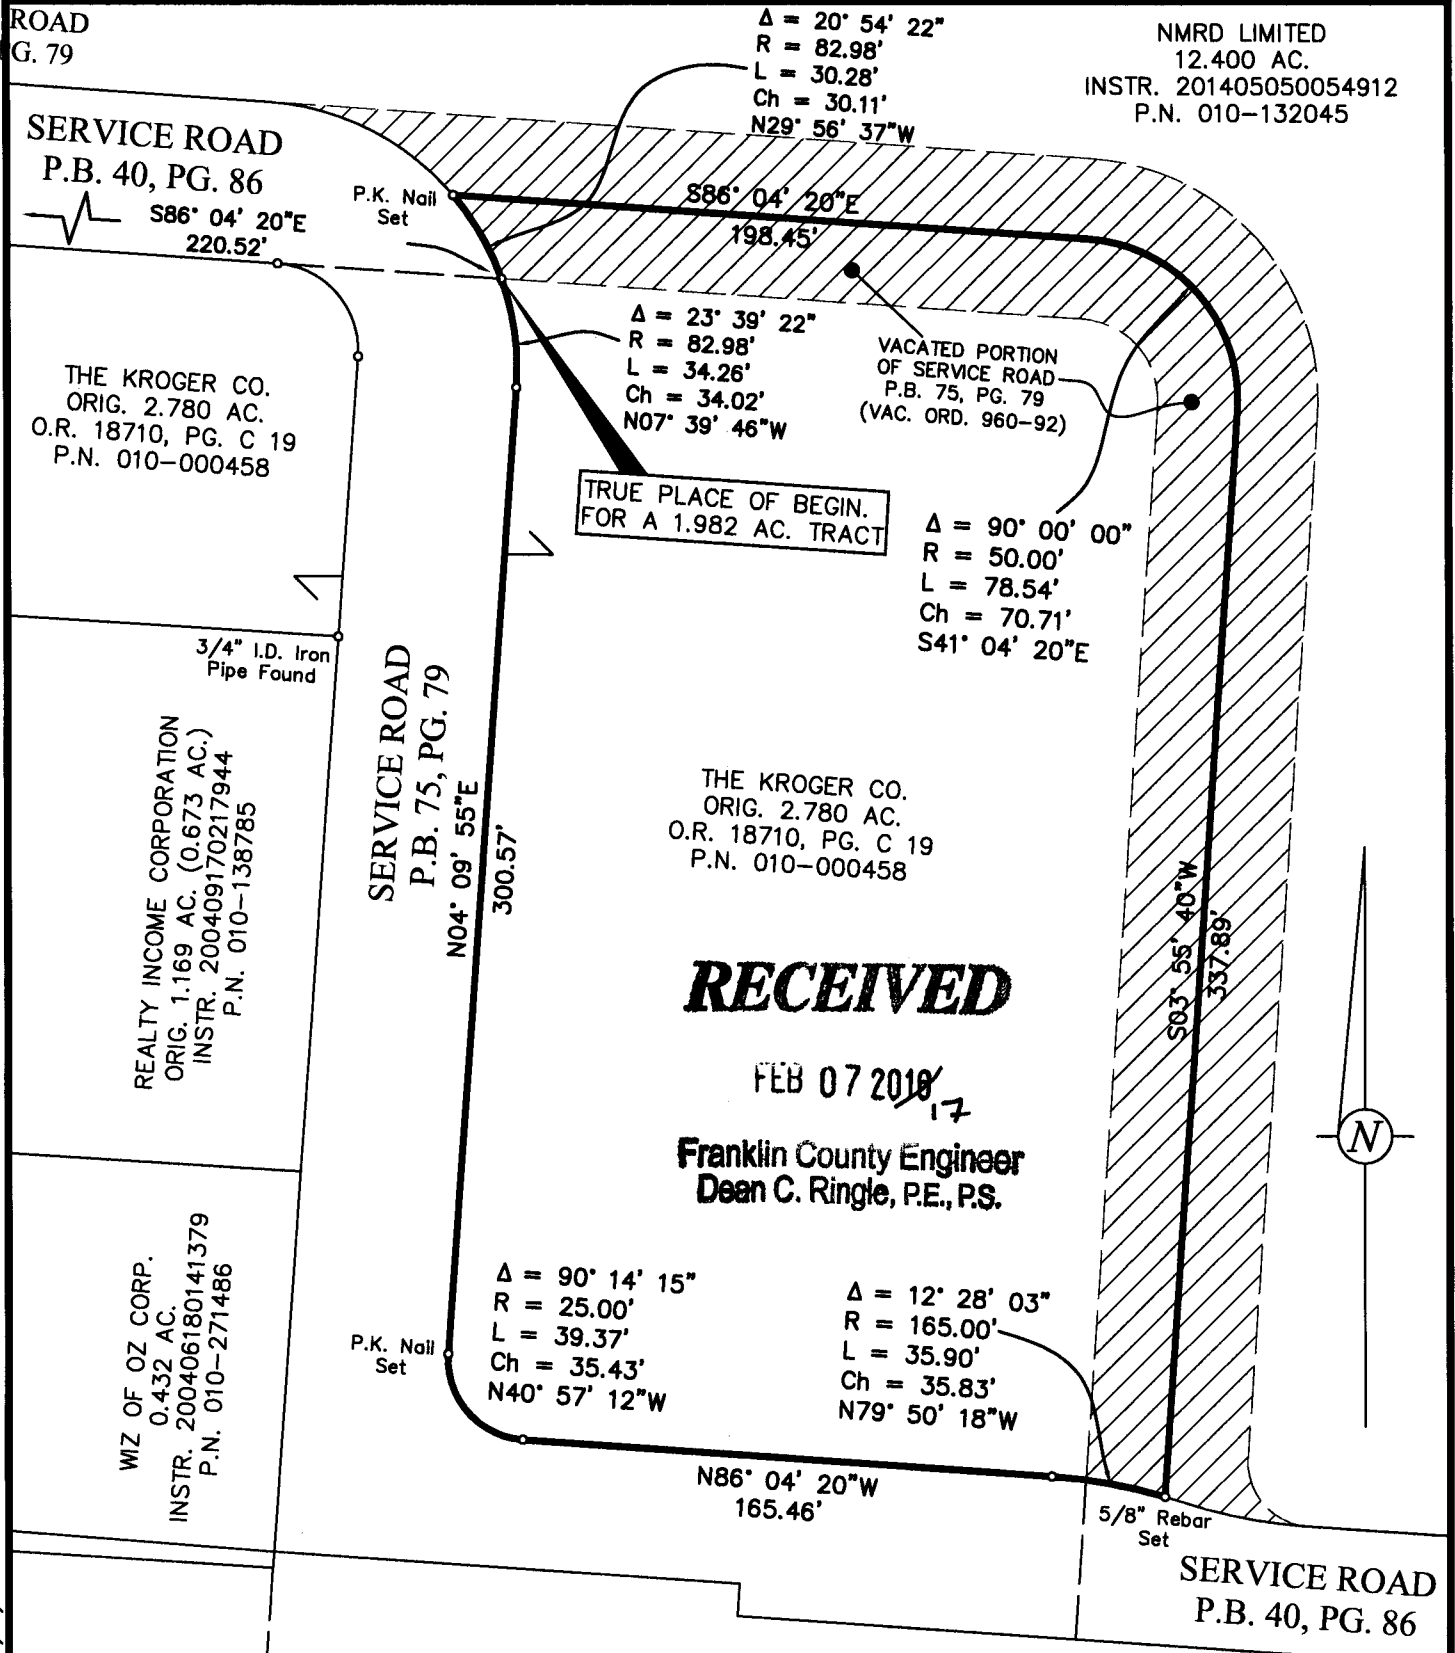 ROAD
G. 79
Δ = 20° 54' 22"
R = 82.98'
L = 30.28'
Ch = 30.11'
N29° 56' 37"W
NMRD LIMITED
12.400 AC.
INSTR. 201405050054912
P.N. 010-132045
SERVICE ROAD
P.B. 40, PG. 86
S86° 04' 20"E
220.52'
P.K. Nail
Set
S86° 04' 20"E
198.45'
Δ = 23° 39' 22"
R = 82.98'
L = 34.26'
Ch = 34.02'
N07° 39' 46"W
VACATED PORTION
OF SERVICE ROAD
P.B. 75, PG. 79
(VAC. ORD. 960-92)
THE KROGER CO.
ORIG. 2.780 AC.
O.R. 18710, PG. C 19
P.N. 010-000458
TRUE PLACE OF BEGIN.
FOR A 1.982 AC. TRACT
Δ = 90° 00' 00"
R = 50.00'
L = 78.54'
Ch = 70.71'
S41° 04' 20"E
3/4" I.D. Iron
Pipe Found
SERVICE ROAD
P.B. 75, PG. 79
N04° 09' 55"E
300.57'
REALTY INCOME CORPORATION
ORIG. 1.169 AC. (0.673 AC.)
INSTR. 200409170217944
P.N. 010-138785
THE KROGER CO.
ORIG. 2.780 AC.
O.R. 18710, PG. C 19
P.N. 010-000458
S03° 55' 40"W
337.89'
RECEIVED
FEB 07 2016 17
Franklin County Engineer
Dean C. Ringle, P.E., P.S.
N
WIZ OF OZ CORP.
0.432 AC.
INSTR. 200406180141379
P.N. 010-271486
P.K. Nail
Set
Δ = 90° 14' 15"
R = 25.00'
L = 39.37'
Ch = 35.43'
N40° 57' 12"W
Δ = 12° 28' 03"
R = 165.00'
L = 35.90'
Ch = 35.83'
N79° 50' 18"W
N86° 04' 20"W
165.46'
5/8" Rebar
Set
SERVICE ROAD
P.B. 40, PG. 86